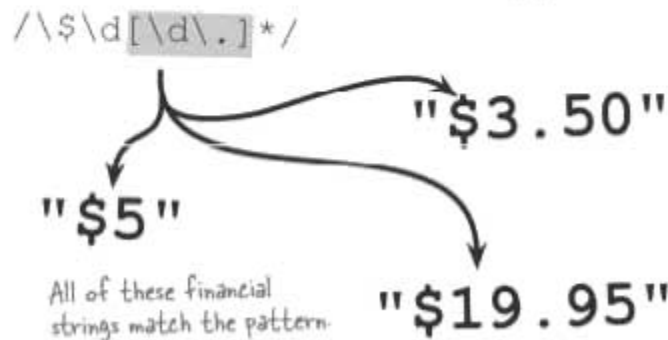 /\$\d[\d\.]*/
"$3.50"
"$5"
All of these financial
strings match the pattern.
"$19.95"